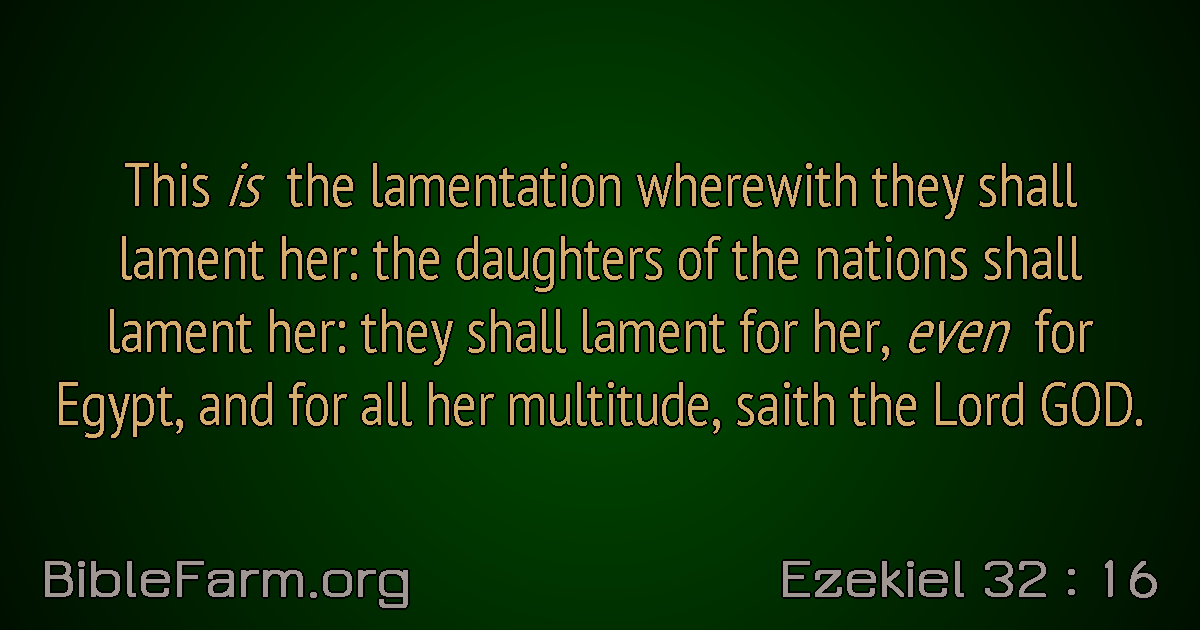 This is the lamentation wherewith they shall
lament her: the daughters of the nations shall
lament her: they shall lament for her, even for
Egypt, and for all her multitude, saith the Lord GOD.
BibleFarm.org
Ezekiel 32 : 16